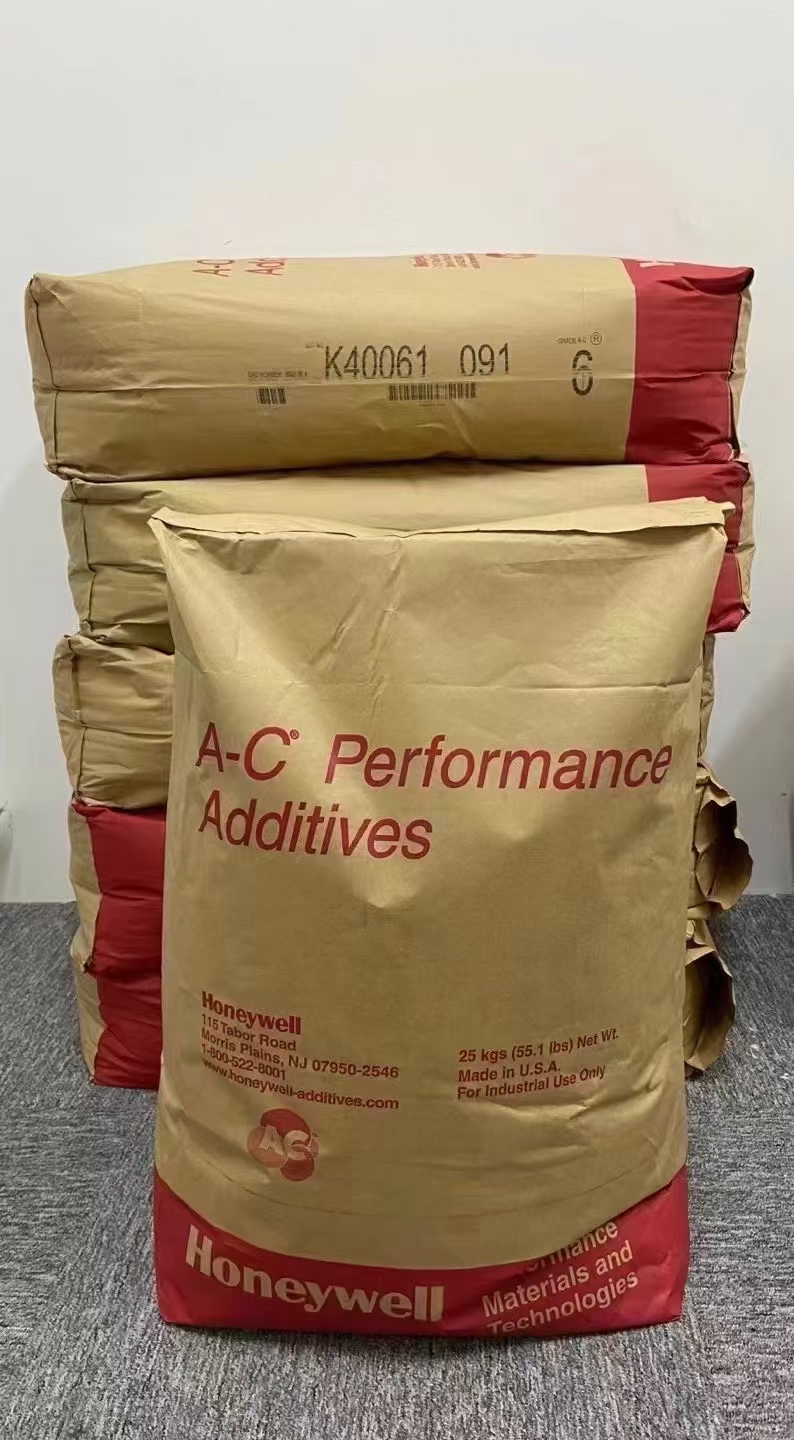 A-C
K40061 091
GRADE A-C ®
6
A-C® Performance
Additives
Honeywell
115 Tabor Road
Morris Plains, NJ 07950-2546
1-800-522-8001
www.honeywell-additives.com
25 kgs (55.1 lbs) Net Wt.
Made in U.S.A.
For Industrial Use Only
AC
Honeywell
Materials and
Technologies